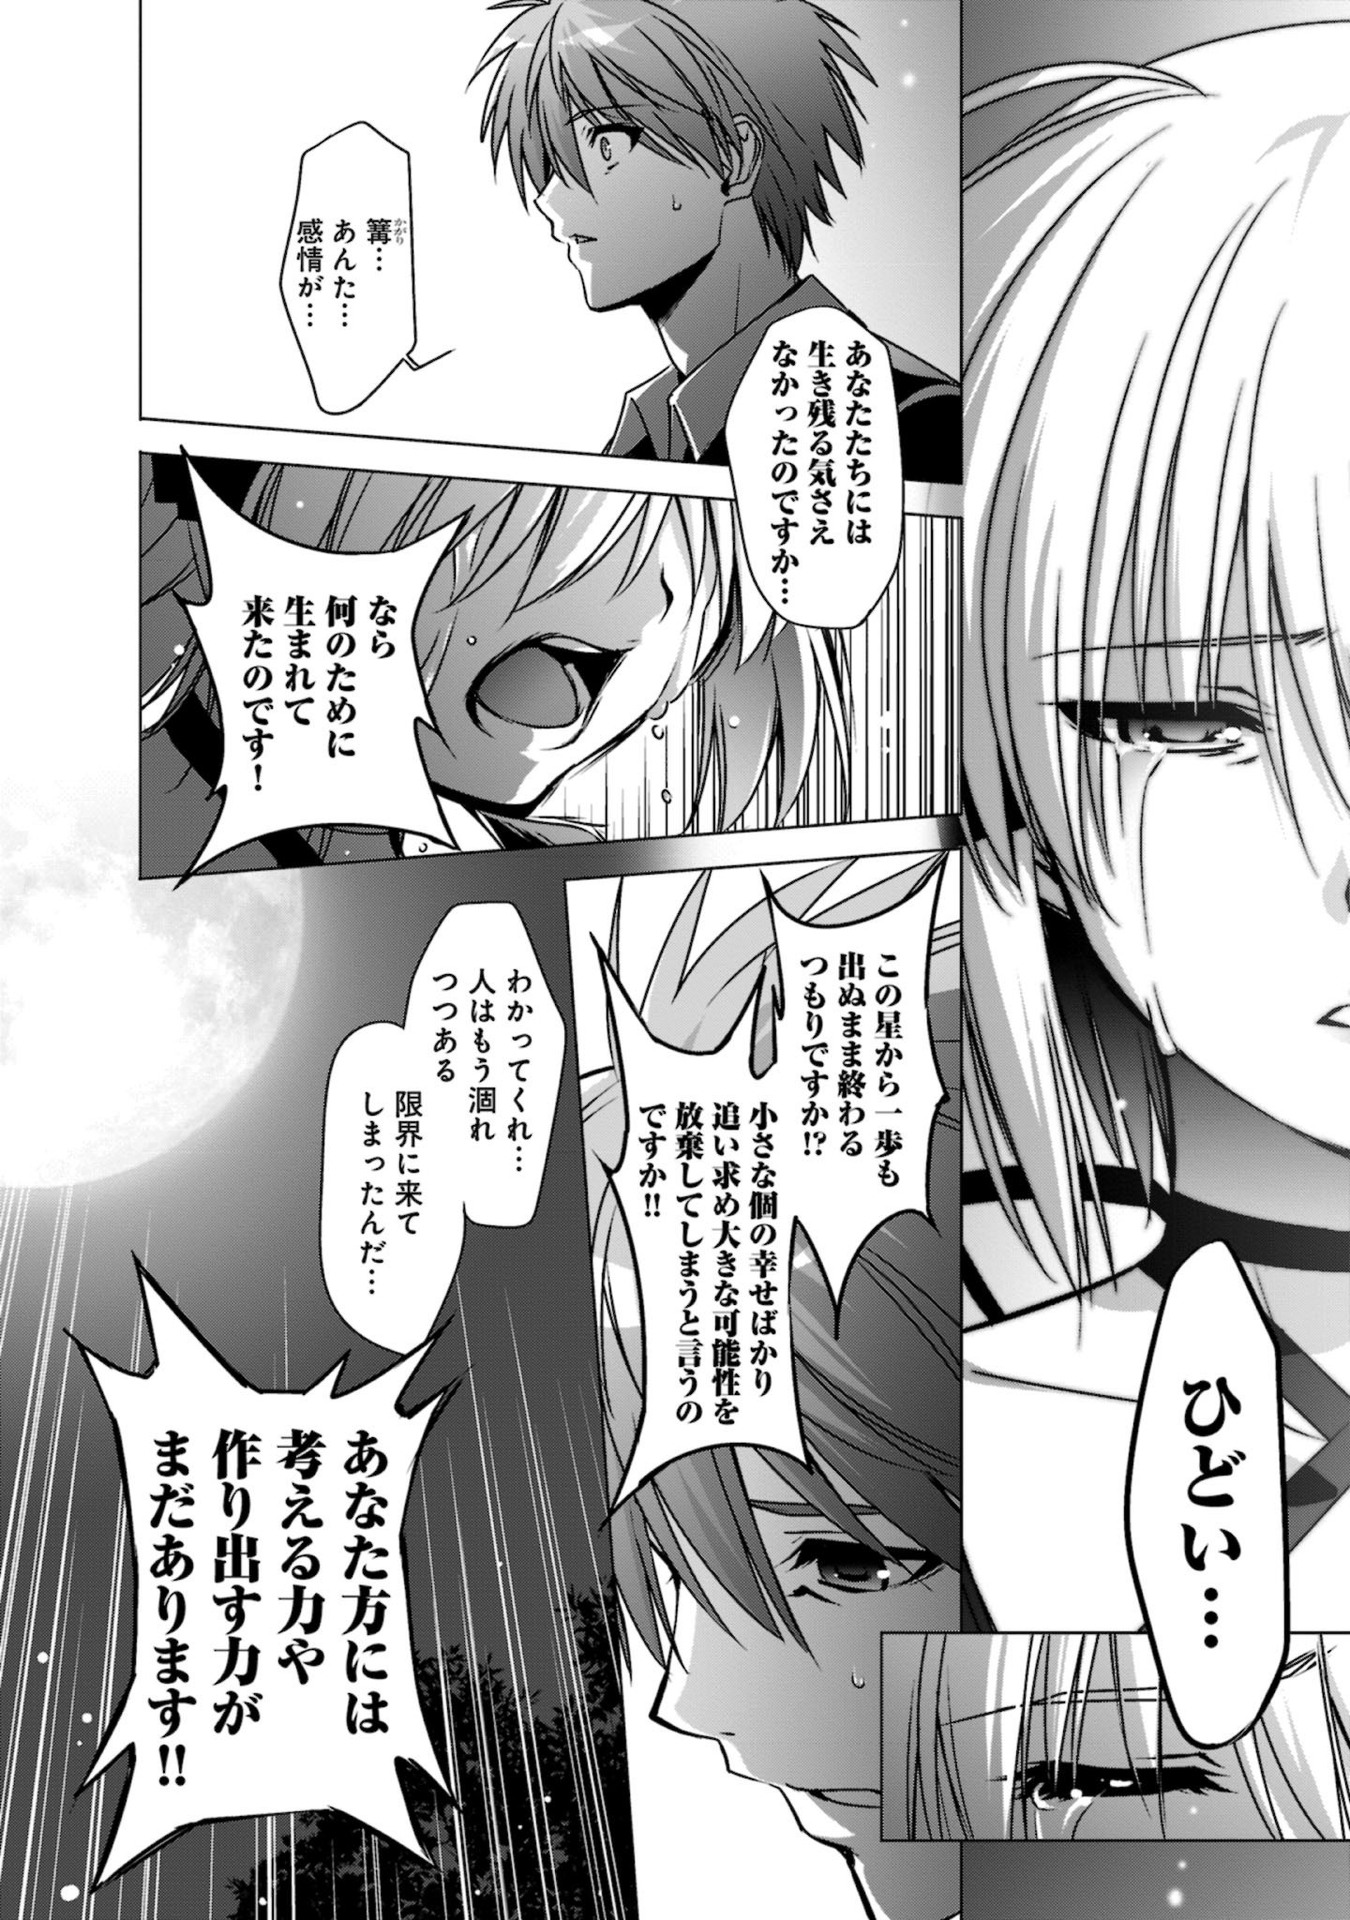 ひどい…
あなたたちには
生き残る気さえ
なかったのですか…
篝…
かがり
あんた…
感情が…
なら
何のために
生まれて
来たのです!
この星から一歩も
出ぬまま終わる
つもりですか!?
小さな個の幸せばかり
追い求め大きな可能性を
放棄してしまうと言うの
ですか!!
わかってくれ…
人はもう涸れ
つつある
限界に来て
しまったんだ…
あなた方には
考える力や
作り出す力が
まだあります!!